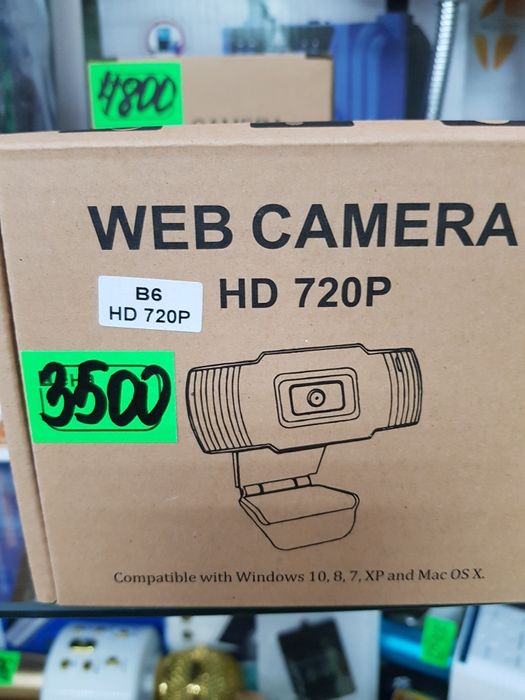 4800
WEB CAMERA
B6
HD 720P
HD 720P
3500
Compatible with Windows 10, 8, 7, XP and Mac OS X.